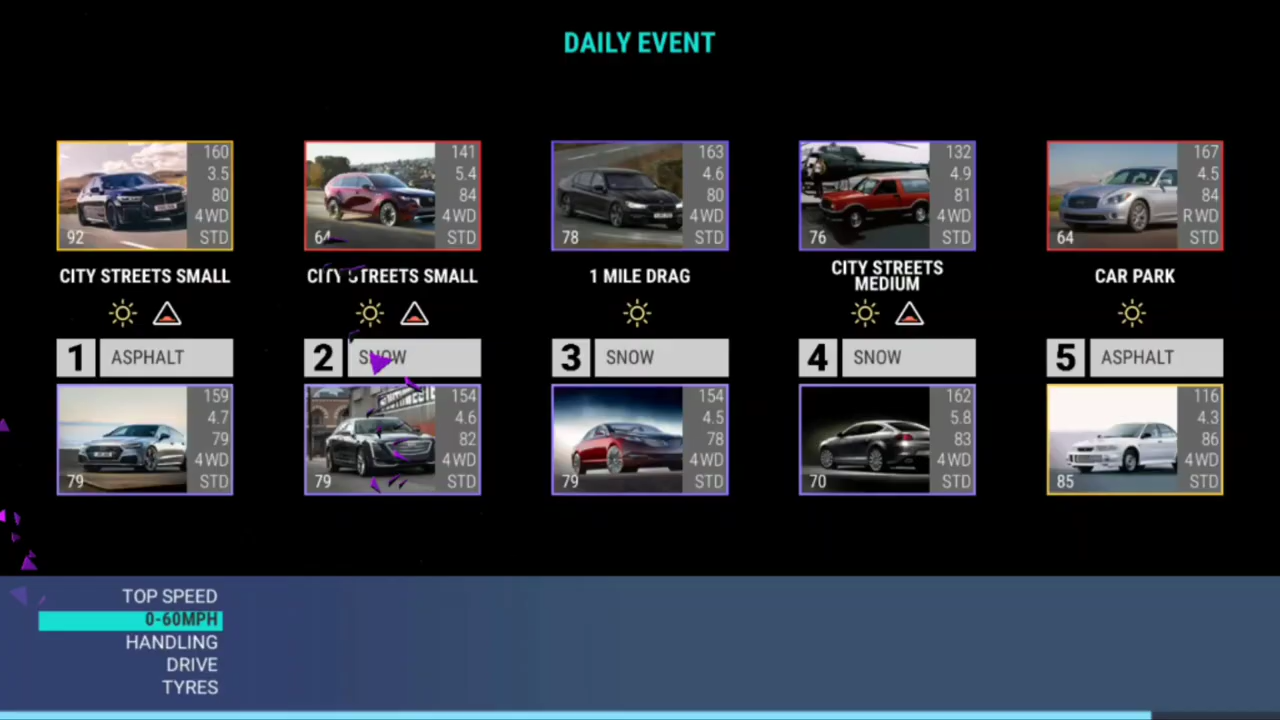 DAILY EVENT
160
3.5
80
4WD
92 STD
141
5.4
84
4WD
64 STD
163
4.6
80
4WD
78 STD
132
4.9
81
4WD
76 STD
167
4.5
84
RWD
64 STD
CITY STREETS SMALL
CITY STREETS SMALL
1 MILE DRAG
CITY STREETS
MEDIUM
CAR PARK
1 ASPHALT
2 SNOW
3 SNOW
4 SNOW
5 ASPHALT
159
4.7
79
4WD
79 STD
154
4.6
82
4WD
79 STD
154
4.5
78
4WD
79 STD
162
5.8
83
4WD
70 STD
116
4.3
86
4WD
85 STD
TOP SPEED
0-60MPH
HANDLING
DRIVE
TYRES